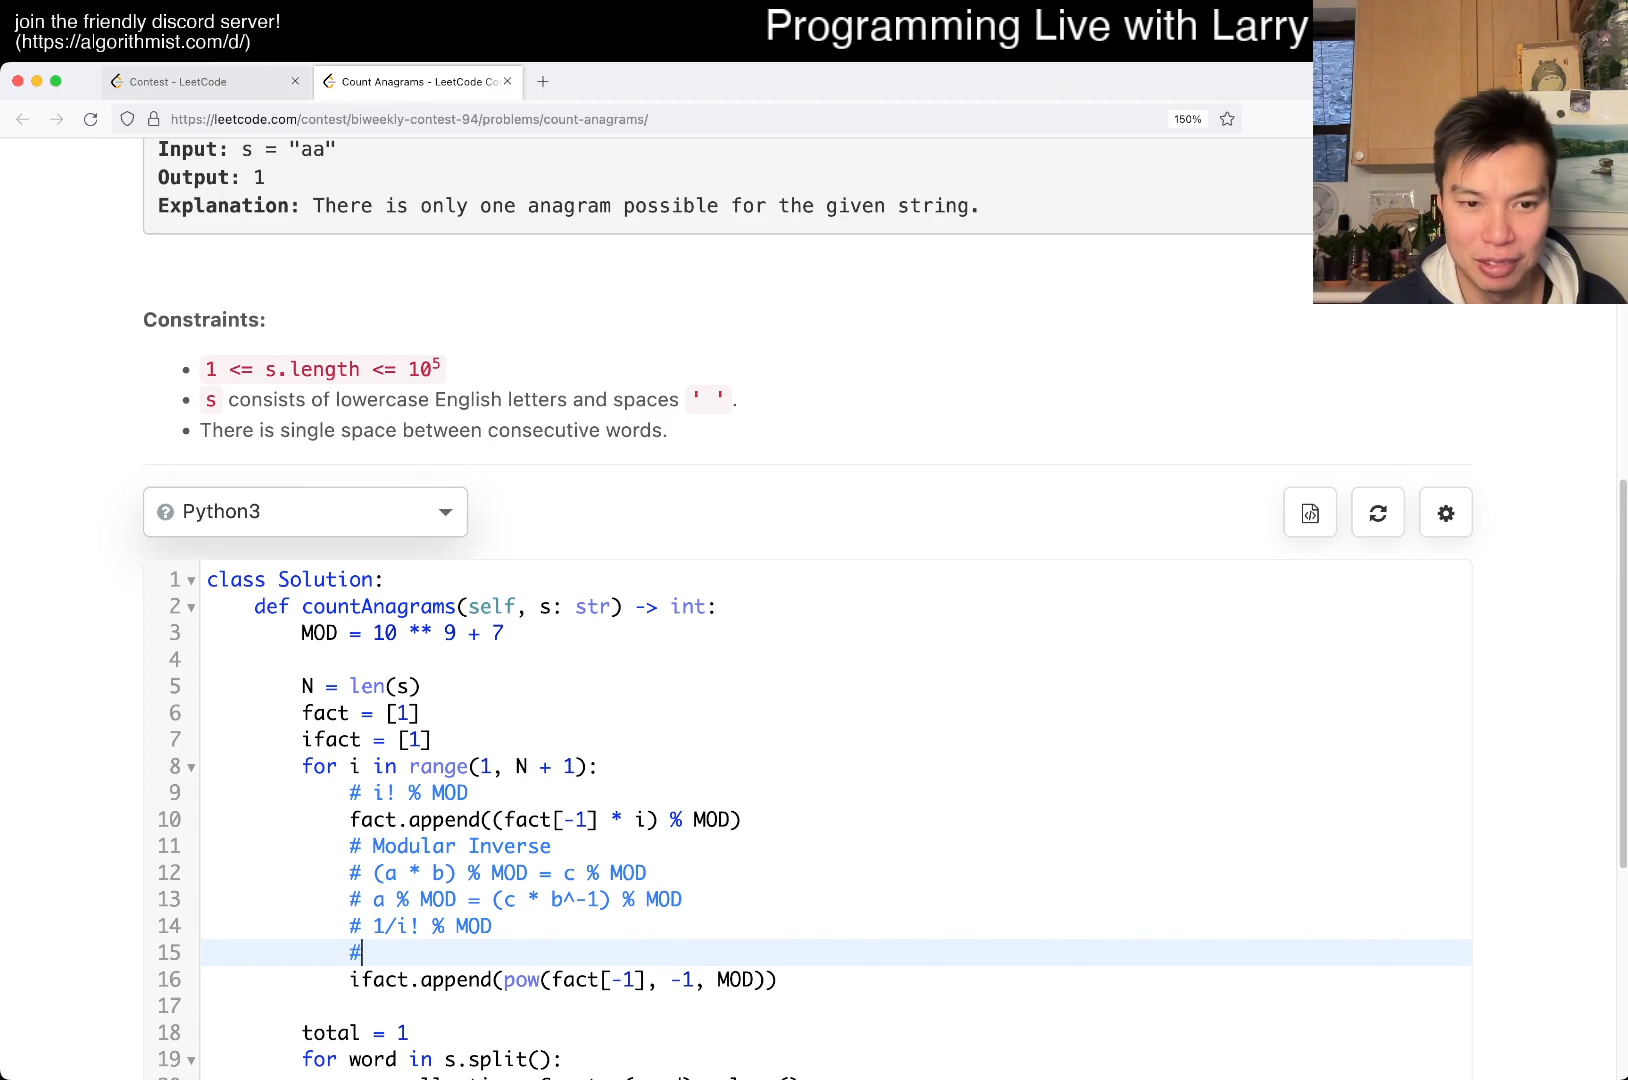 join the friendly discord server!
(https://algorithmist.com/d/)
Programming Live with Larry
Contest - LeetCode
Count Anagrams - LeetCode Co
https://leetcode.com/contest/biweekly-contest-94/problems/count-anagrams/
150%
Input: s = "aa"
Output: 1
Explanation: There is only one anagram possible for the given string.
Constraints:
1 <= s.length <= 10⁵
s consists of lowercase English letters and spaces ' '.
There is single space between consecutive words.
Python3
1 class Solution:
2 def countAnagrams(self, s: str) -> int:
3 MOD = 10 ** 9 + 7
4
5 N = len(s)
6 fact = [1]
7 ifact = [1]
8 for i in range(1, N + 1):
9 # i! % MOD
10 fact.append((fact[-1] * i) % MOD)
11 # Modular Inverse
12 # (a * b) % MOD = c % MOD
13 # a % MOD = (c * b^-1) % MOD
14 # 1/i! % MOD
15 #
16 ifact.append(pow(fact[-1], -1, MOD))
17
18 total = 1
19 for word in s.split():